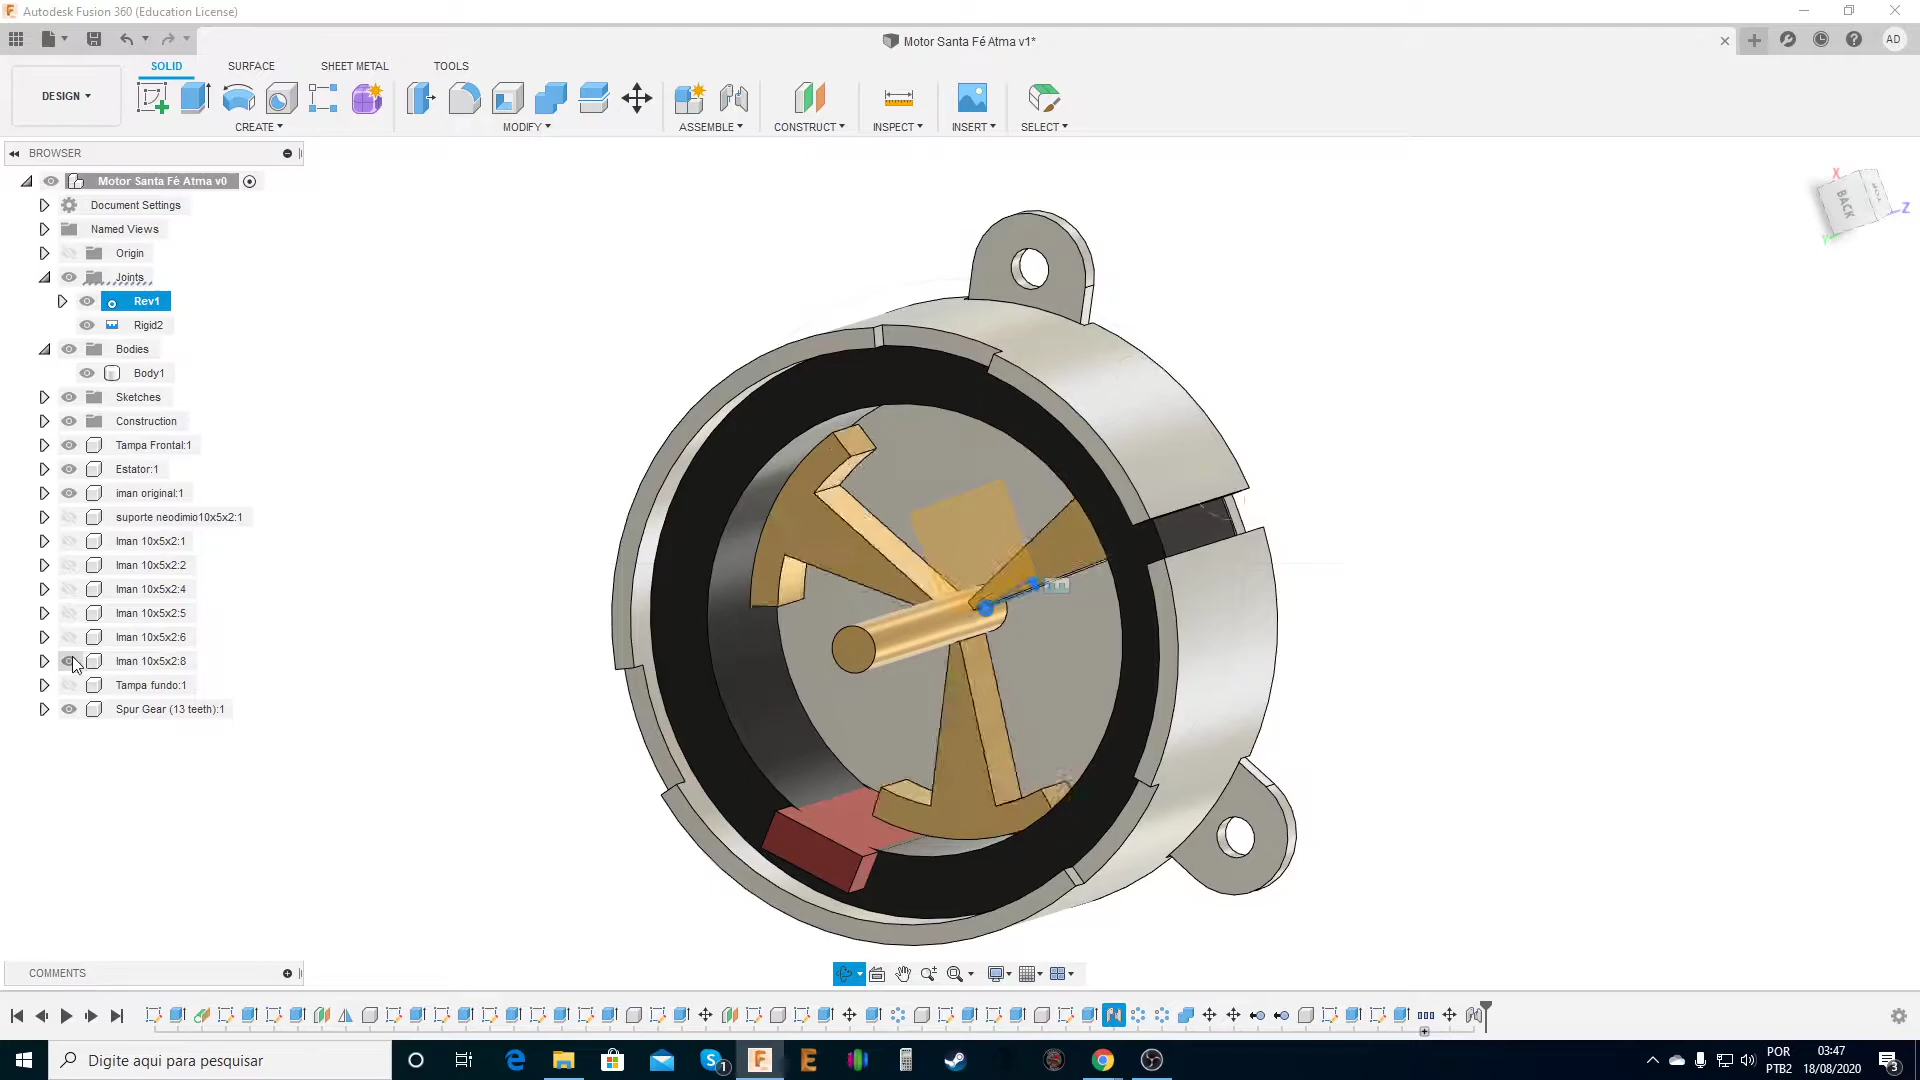 Autodesk Fusion 360 (Education License)
Motor Santa Fé Atma v1*
AD
SOLID
SURFACE
SHEET METAL
TOOLS
DESIGN
CREATE
MODIFY
ASSEMBLE
CONSTRUCT
INSPECT
INSERT
SELECT
BROWSER
Motor Santa Fé Atma v0
Document Settings
Named Views
Origin
Joints
Rev1
Rigid2
Bodies
Body1
Sketches
Construction
Tampa Frontal:1
Estator:1
iman original:1
suporte neodimio10x5x2:1
Iman 10x5x2:1
Iman 10x5x2:2
Iman 10x5x2:4
Iman 10x5x2:5
Iman 10x5x2:6
Iman 10x5x2:8
Tampa fundo:1
Spur Gear (13 teeth):1
X
BACK
Z
Y
COMMENTS
Digite aqui para pesquisar
1
POR
PTB2
03:47
18/08/2020
3